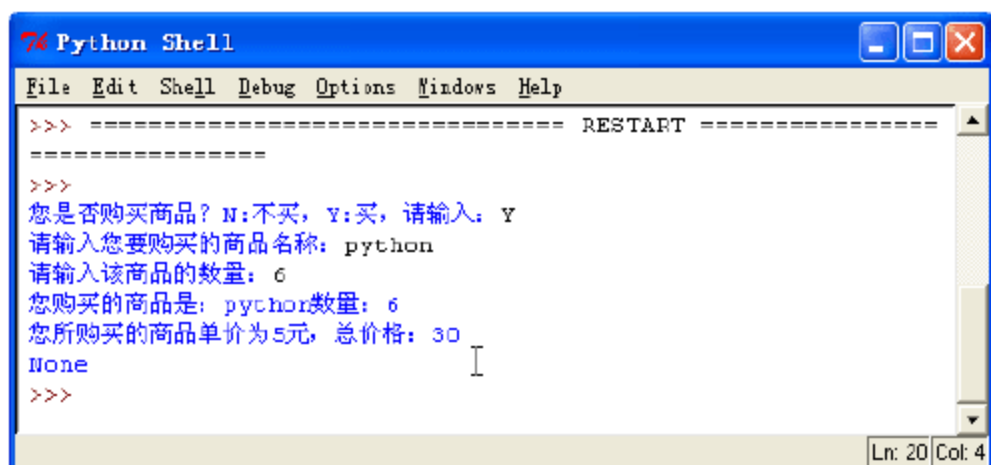 Python Shell
File Edit Shell Debug Options Windows Help
>>> ================================ RESTART ================
================
>>>
您是否购买商品?N:不买,Y:买,请输入:Y
请输入您要购买的商品名称:python
请输入该商品的数量:6
您购买的商品是:python数量:6
您所购买的商品单价为5元,总价格:30
None
>>>
Ln: 20 Col: 4